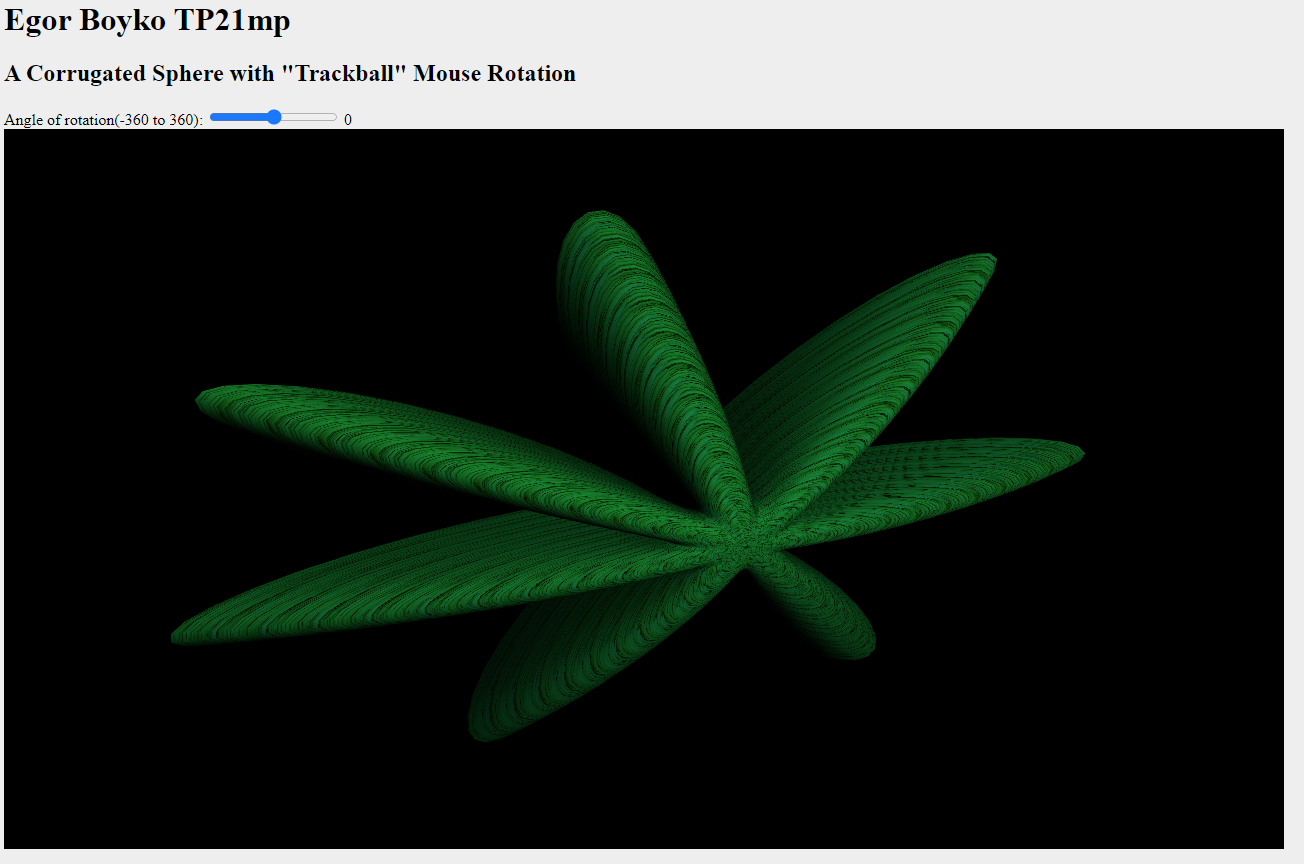 Egor Boyko TP21mp
A Corrugated Sphere with "Trackball" Mouse Rotation
Angle of rotation(-360 to 360): 0